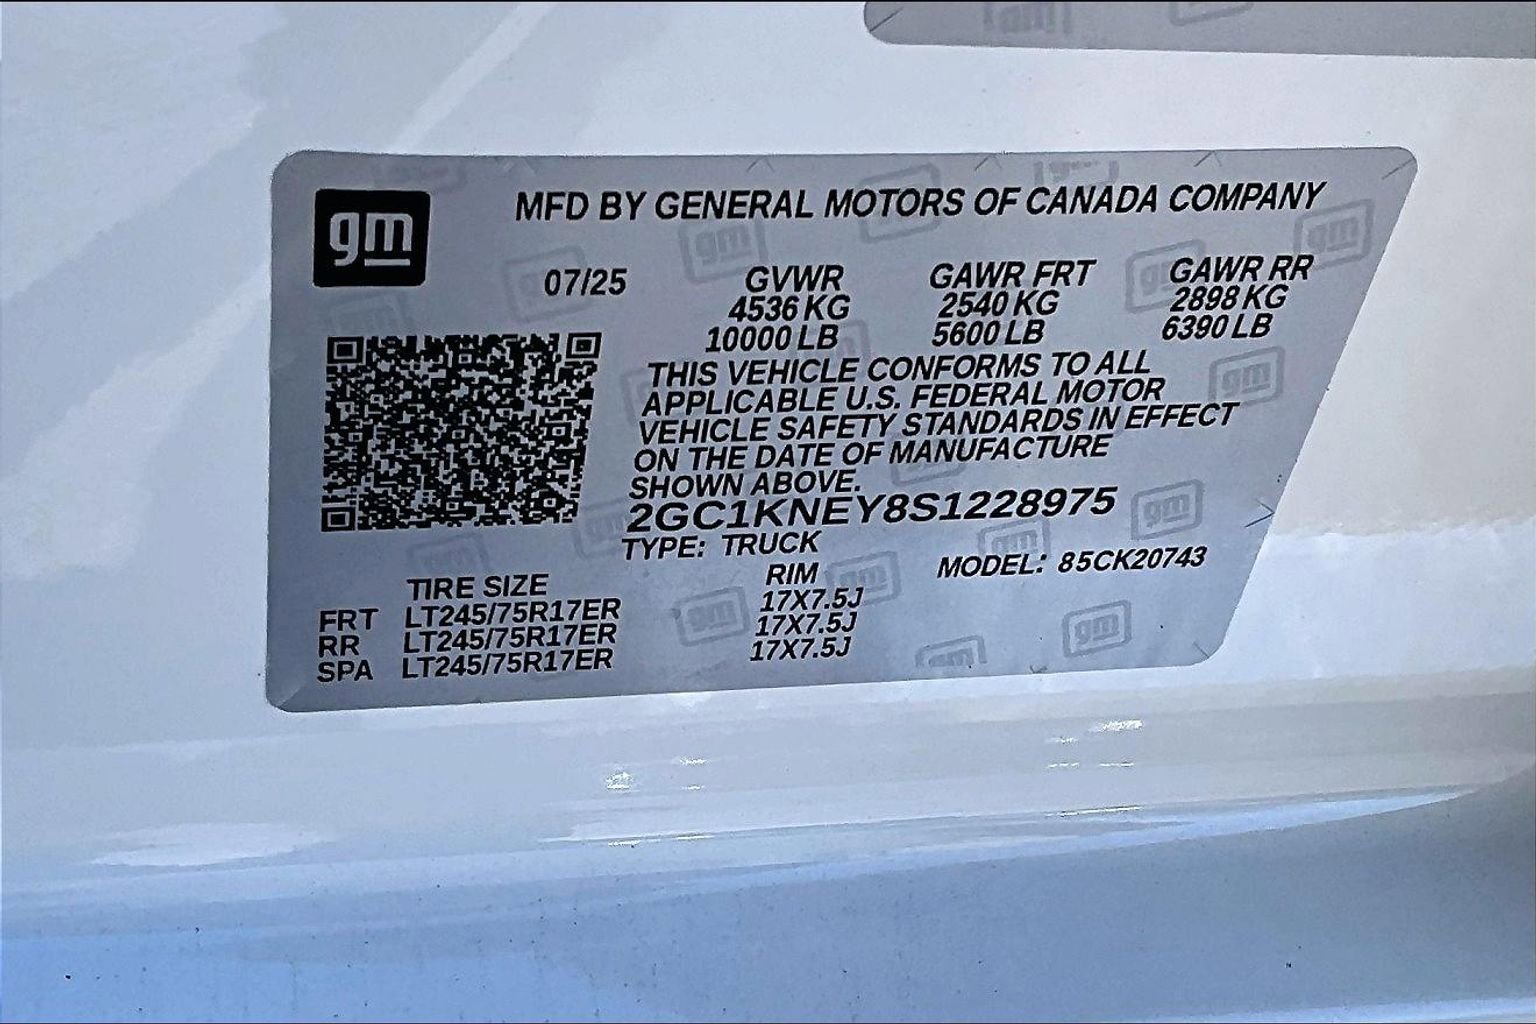 gm
MFD BY GENERAL MOTORS OF CANADA COMPANY
07/25 GVWR GAWR FRT GAWR RR
4536 KG 2540 KG 2898 KG
10000 LB 5600 LB 6390 LB
THIS VEHICLE CONFORMS TO ALL
APPLICABLE U.S. FEDERAL MOTOR
VEHICLE SAFETY STANDARDS IN EFFECT
ON THE DATE OF MANUFACTURE
SHOWN ABOVE.
2GC1KNEY8S1228975
TYPE: TRUCK MODEL: 85CK20743
TIRE SIZE RIM
FRT LT245/75R17ER 17X7.5J
RR LT245/75R17ER 17X7.5J
SPA LT245/75R17ER 17X7.5J